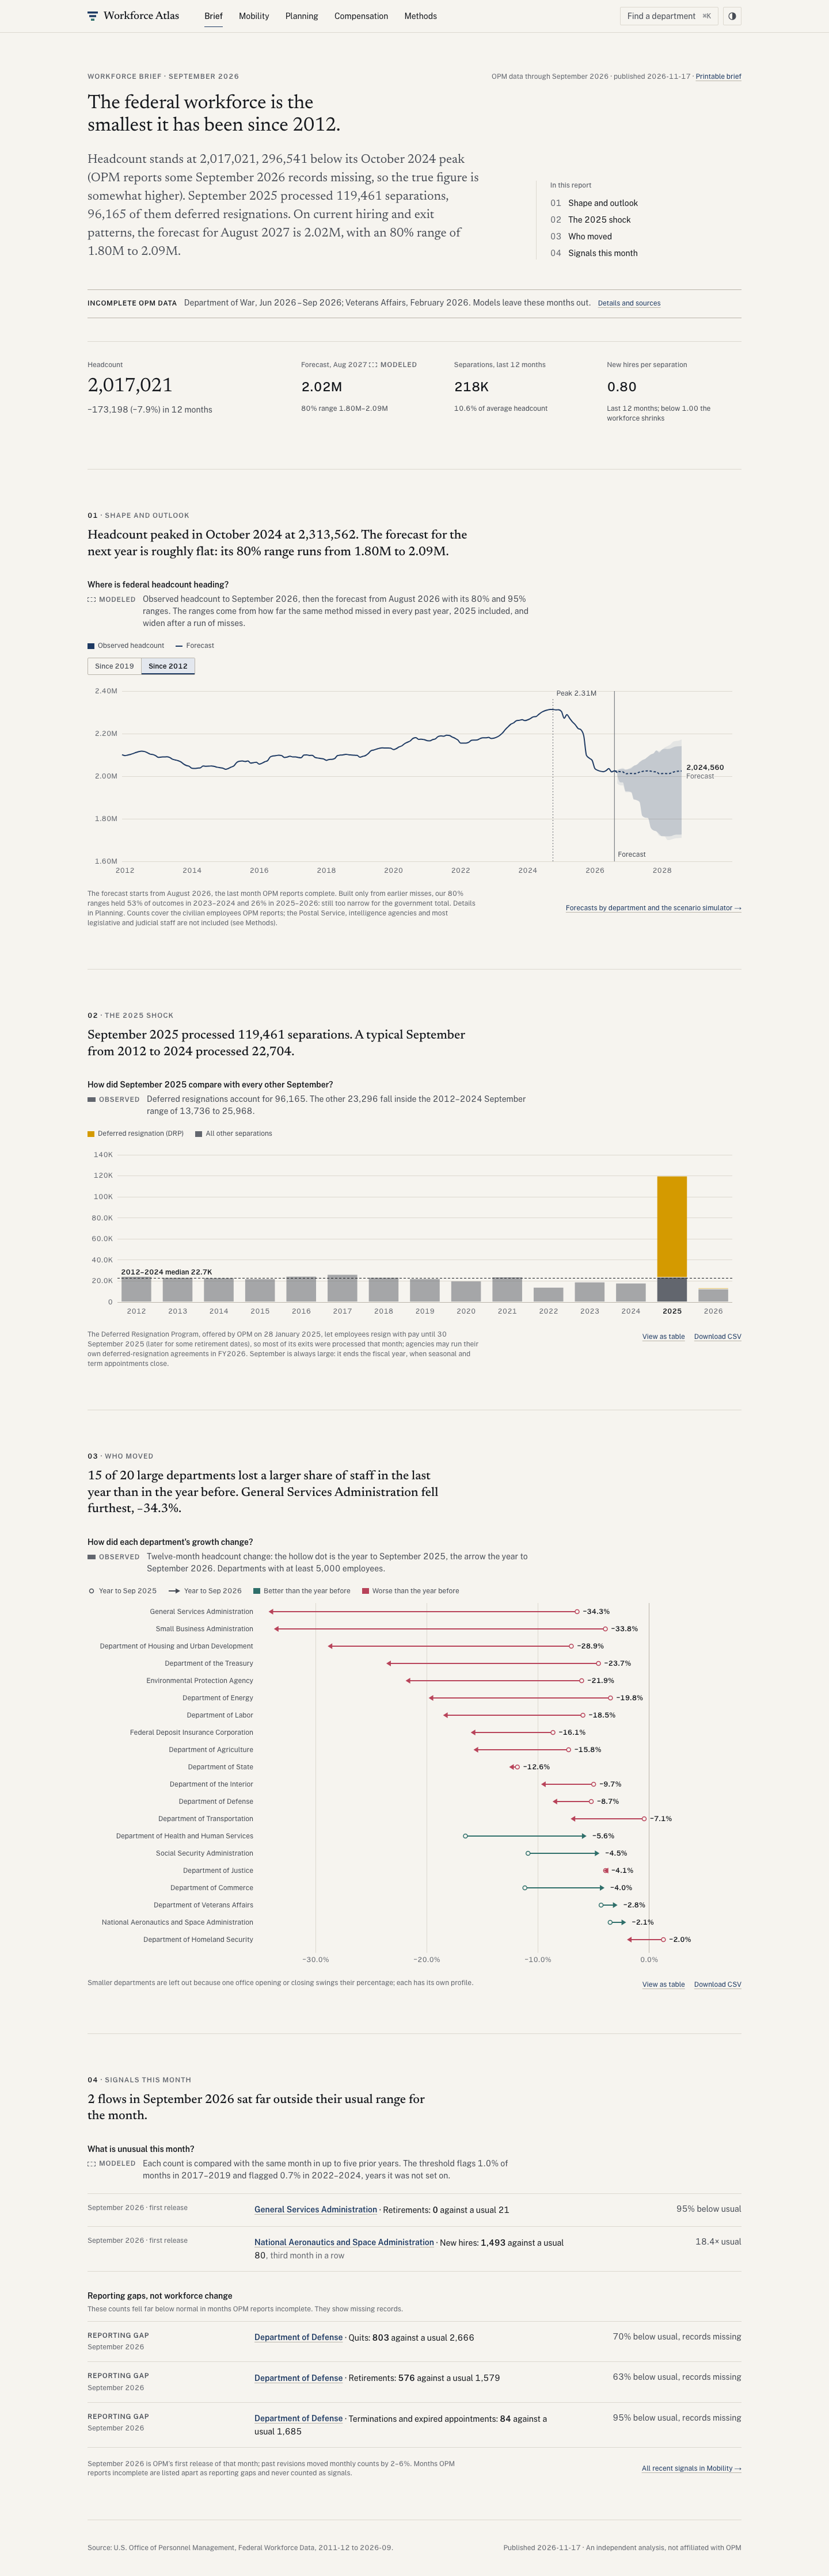 Workforce Atlas
Brief
Mobility
Planning
Compensation
Methods
Find a department ⌘K
WORKFORCE BRIEF · SEPTEMBER 2026
OPM data through September 2026 · published 2026-11-17 · Printable brief
The federal workforce is the
smallest it has been since 2012.
Headcount stands at 2,017,021, 296,541 below its October 2024 peak
(OPM reports some September 2026 records missing, so the true figure is
somewhat higher). September 2025 processed 119,461 separations,
96,165 of them deferred resignations. On current hiring and exit
patterns, the forecast for August 2027 is 2.02M, with an 80% range of
1.80M to 2.09M.
In this report
01 Shape and outlook
02 The 2025 shock
03 Who moved
04 Signals this month
INCOMPLETE OPM DATA Department of War, Jun 2026–Sep 2026; Veterans Affairs, February 2026. Models leave these months out. Details and sources
Headcount
2,017,021
−173,198 (−7.9%) in 12 months
Forecast, Aug 2027 MODELED
2.02M
80% range 1.80M–2.09M
Separations, last 12 months
218K
10.6% of average headcount
New hires per separation
0.80
Last 12 months; below 1.00 the
workforce shrinks
01 · SHAPE AND OUTLOOK
Headcount peaked in October 2024 at 2,313,562. The forecast for the
next year is roughly flat: its 80% range runs from 1.80M to 2.09M.
Where is federal headcount heading?
MODELED Observed headcount to September 2026, then the forecast from August 2026 with its 80% and 95%
ranges. The ranges come from how far the same method missed in every past year, 2025 included, and
widen after a run of misses.
Observed headcount Forecast
Since 2019 Since 2012
2.40M
2.20M
2.00M
1.80M
1.60M
Peak 2.31M
2,024,560
Forecast
Forecast
2012 2014 2016 2018 2020 2022 2024 2026 2028
The forecast starts from August 2026, the last month OPM reports complete. Built only from earlier misses, our 80%
ranges held 53% of outcomes in 2023–2024 and 26% in 2025–2026: still too narrow for the government total. Details
in Planning. Counts cover the civilian employees OPM reports; the Postal Service, intelligence agencies and most
legislative and judicial staff are not included (see Methods).
Forecasts by department and the scenario simulator →
02 · THE 2025 SHOCK
September 2025 processed 119,461 separations. A typical September
from 2012 to 2024 processed 22,704.
How did September 2025 compare with every other September?
OBSERVED Deferred resignations account for 96,165. The other 23,296 fall inside the 2012–2024 September
range of 13,736 to 25,968.
Deferred resignation (DRP) All other separations
140K
120K
100K
80.0K
60.0K
40.0K
20.0K
0
2012–2024 median 22.7K
2012 2013 2014 2015 2016 2017 2018 2019 2020 2021 2022 2023 2024 2025 2026
The Deferred Resignation Program, offered by OPM on 28 January 2025, let employees resign with pay until 30
September 2025 (later for some retirement dates), so most of its exits were processed that month; agencies may run their
own deferred-resignation agreements in FY2026. September is always large: it ends the fiscal year, when seasonal and
term appointments close.
View as table Download CSV
03 · WHO MOVED
15 of 20 large departments lost a larger share of staff in the last
year than in the year before. General Services Administration fell
furthest, −34.3%.
How did each department's growth change?
OBSERVED Twelve-month headcount change: the hollow dot is the year to September 2025, the arrow the year to
September 2026. Departments with at least 5,000 employees.
Year to Sep 2025 Year to Sep 2026 Better than the year before Worse than the year before
General Services Administration −34.3%
Small Business Administration −33.8%
Department of Housing and Urban Development −28.9%
Department of the Treasury −23.7%
Environmental Protection Agency −21.9%
Department of Energy −19.8%
Department of Labor −18.5%
Federal Deposit Insurance Corporation −16.1%
Department of Agriculture −15.8%
Department of State −12.6%
Department of the Interior −9.7%
Department of Defense −8.7%
Department of Transportation −7.1%
Department of Health and Human Services −5.6%
Social Security Administration −4.5%
Department of Justice −4.1%
Department of Commerce −4.0%
Department of Veterans Affairs −2.8%
National Aeronautics and Space Administration −2.1%
Department of Homeland Security −2.0%
−30.0% −20.0% −10.0% 0.0%
Smaller departments are left out because one office opening or closing swings their percentage; each has its own profile.
View as table Download CSV
04 · SIGNALS THIS MONTH
2 flows in September 2026 sat far outside their usual range for
the month.
What is unusual this month?
MODELED Each count is compared with the same month in up to five prior years. The threshold flags 1.0% of
months in 2017–2019 and flagged 0.7% in 2022–2024, years it was not set on.
September 2026 · first release
General Services Administration · Retirements: 0 against a usual 21
95% below usual
September 2026 · first release
National Aeronautics and Space Administration · New hires: 1,493 against a usual
80, third month in a row
18.4× usual
Reporting gaps, not workforce change
These counts fell far below normal in months OPM reports incomplete. They show missing records.
REPORTING GAP
September 2026
Department of Defense · Quits: 803 against a usual 2,666
70% below usual, records missing
REPORTING GAP
September 2026
Department of Defense · Retirements: 576 against a usual 1,579
63% below usual, records missing
REPORTING GAP
September 2026
Department of Defense · Terminations and expired appointments: 84 against a
usual 1,685
95% below usual, records missing
September 2026 is OPM's first release of that month; past revisions moved monthly counts by 2–6%. Months OPM
reports incomplete are listed apart as reporting gaps and never counted as signals.
All recent signals in Mobility →
Source: U.S. Office of Personnel Management, Federal Workforce Data, 2011-12 to 2026-09.
Published 2026-11-17 · An independent analysis, not affiliated with OPM